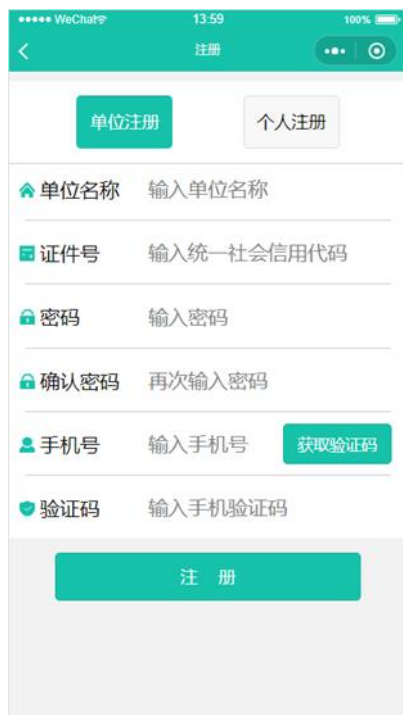 WeChat 13:59 100%
注册
单位注册 个人注册
单位名称 输入单位名称
证件号 输入统一社会信用代码
密码 输入密码
确认密码 再次输入密码
手机号 输入手机号 获取验证码
验证码 输入手机验证码
注 册